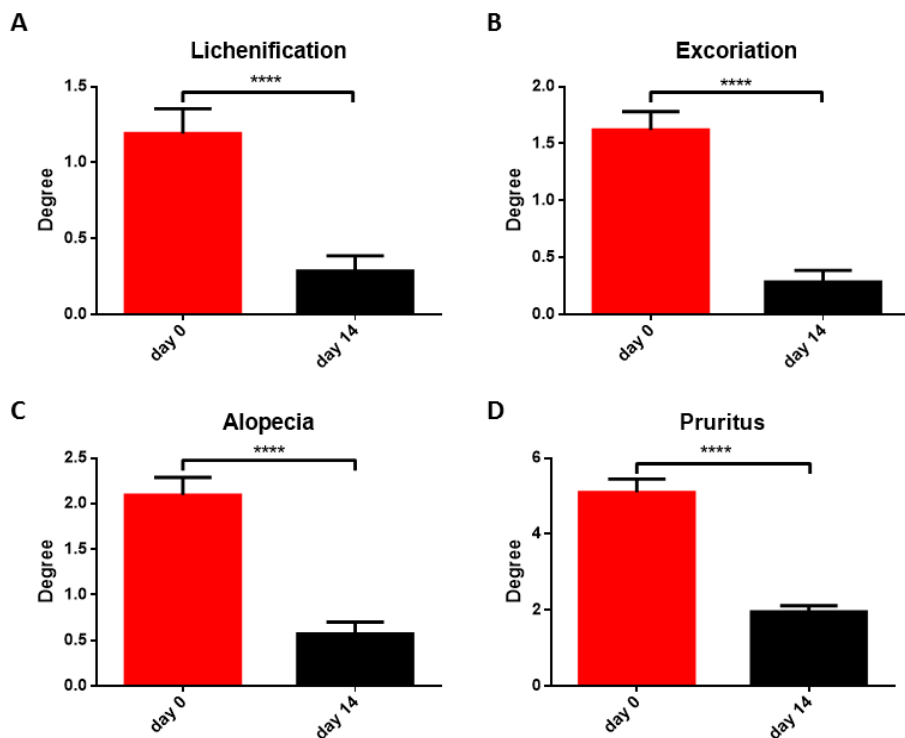 A
Lichenification
****
Degree
1.5
1.0
0.5
0.0
day 0
day 14
B
Excoriation
****
Degree
2.0
1.5
1.0
0.5
0.0
day 0
day 14
C
Alopecia
****
Degree
2.5
2.0
1.5
1.0
0.5
0.0
day 0
day 14
D
Pruritus
****
Degree
6
4
2
0
day 0
day 14